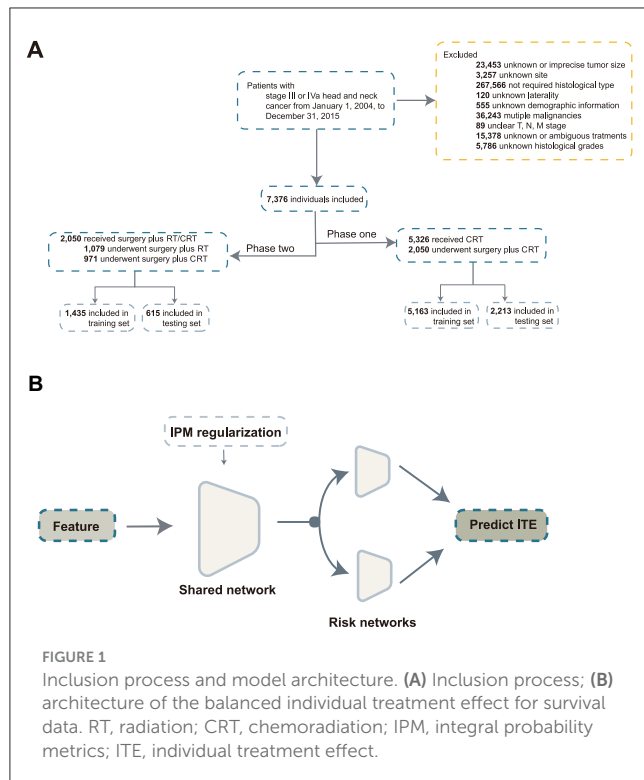 A
Patients with
stage III or IVa head and neck
cancer from January 1, 2004, to
December 31, 2015
Excluded
23,453 unknown or imprecise tumor size
3,257 unknown site
267,566 not required histological type
120 unknown laterality
555 unknown demographic information
36,243 mutiple malignancies
89 unclear T, N, M stage
15,378 unknown or ambiguous tratments
5,786 unknown histological grades
7,376 individuals included
Phase two
Phase one
2,050 received surgery plus RT/CRT
1,079 underwent surgery plus RT
971 underwent surgery plus CRT
5,326 received CRT
2,050 underwent surgery plus CRT
1,435 included in
training set
615 included in
testing set
5,163 included in
training set
2,213 included in
testing set
B
IPM regularization
Feature
Shared network
Risk networks
Predict ITE
FIGURE 1
Inclusion process and model architecture. (A) Inclusion process; (B)
architecture of the balanced individual treatment effect for survival
data. RT, radiation; CRT, chemoradiation; IPM, integral probability
metrics; ITE, individual treatment effect.